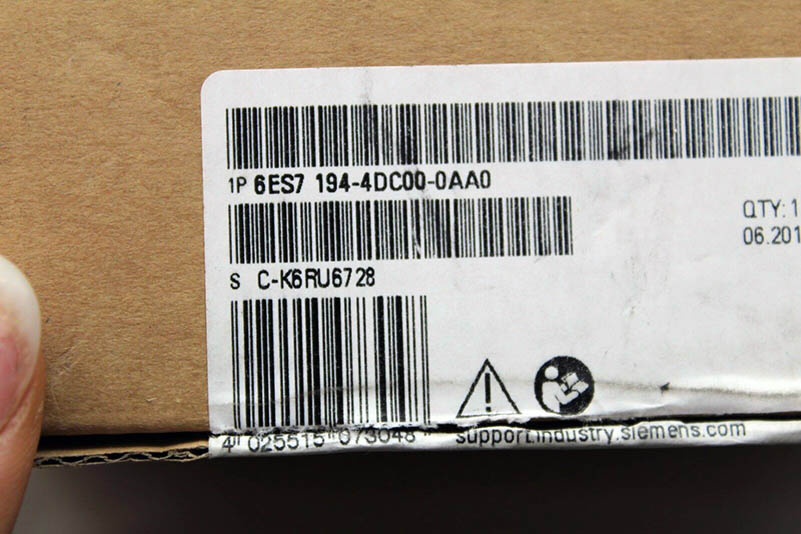 1P 6ES7 194-4DC00-0AA0
QTY: 1
06.201
S C-K6RU6728
4 025515 073048
support.industry.siemens.com